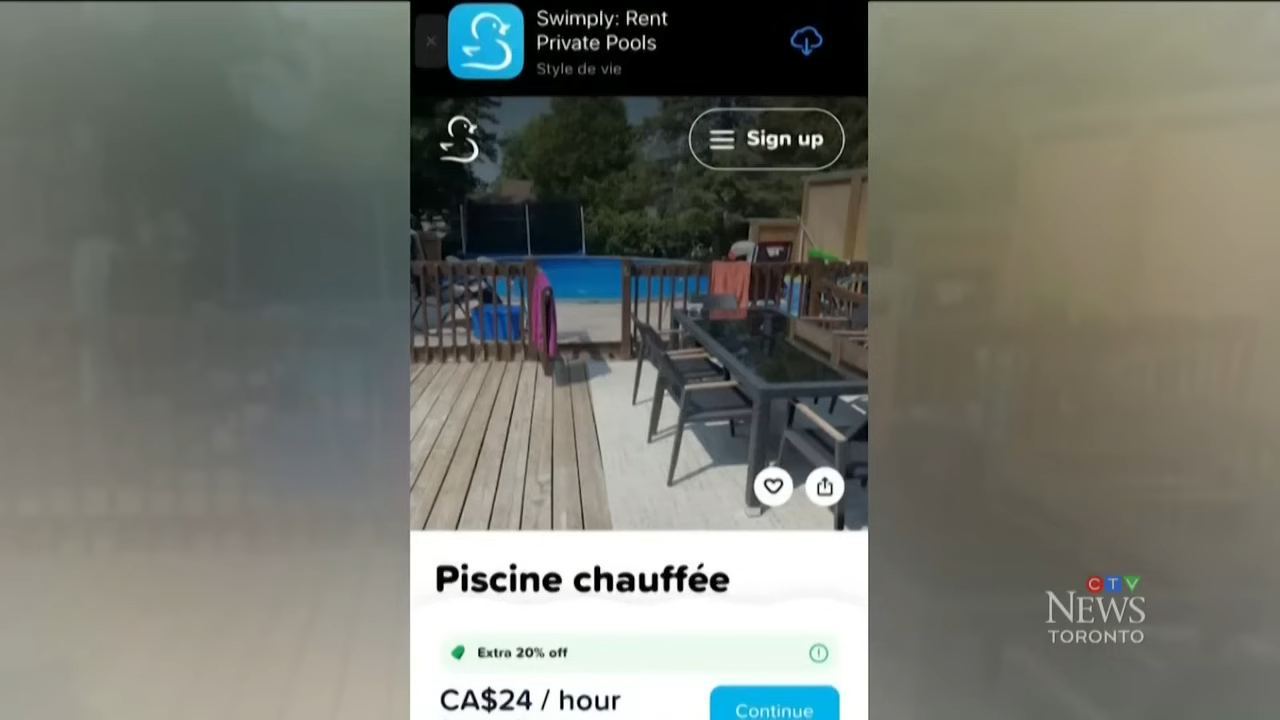 Swimply: Rent
Private Pools
Style de vie
Sign up
Piscine chauffée
Extra 20% off
CA$24 / hour
Continue
CTV
NEWS
TORONTO